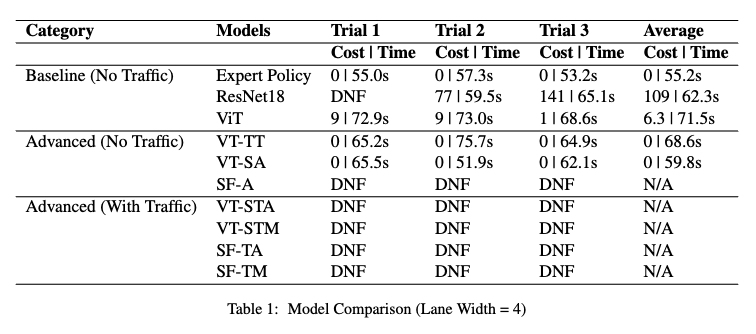 Category Models Trial 1 Trial 2 Trial 3 Average
Cost | Time Cost | Time Cost | Time Cost | Time
Baseline (No Traffic) Expert Policy 0 | 55.0s 0 | 57.3s 0 | 53.2s 0 | 55.2s
ResNet18 DNF 77 | 59.5s 141 | 65.1s 109 | 62.3s
ViT 9 | 72.9s 9 | 73.0s 1 | 68.6s 6.3 | 71.5s
Advanced (No Traffic) VT-TT 0 | 65.2s 0 | 75.7s 0 | 64.9s 0 | 68.6s
VT-SA 0 | 65.5s 0 | 51.9s 0 | 62.1s 0 | 59.8s
SF-A DNF DNF DNF N/A
Advanced (With Traffic) VT-STA DNF DNF DNF N/A
VT-STM DNF DNF DNF N/A
SF-TA DNF DNF DNF N/A
SF-TM DNF DNF DNF N/A
Table 1: Model Comparison (Lane Width = 4)